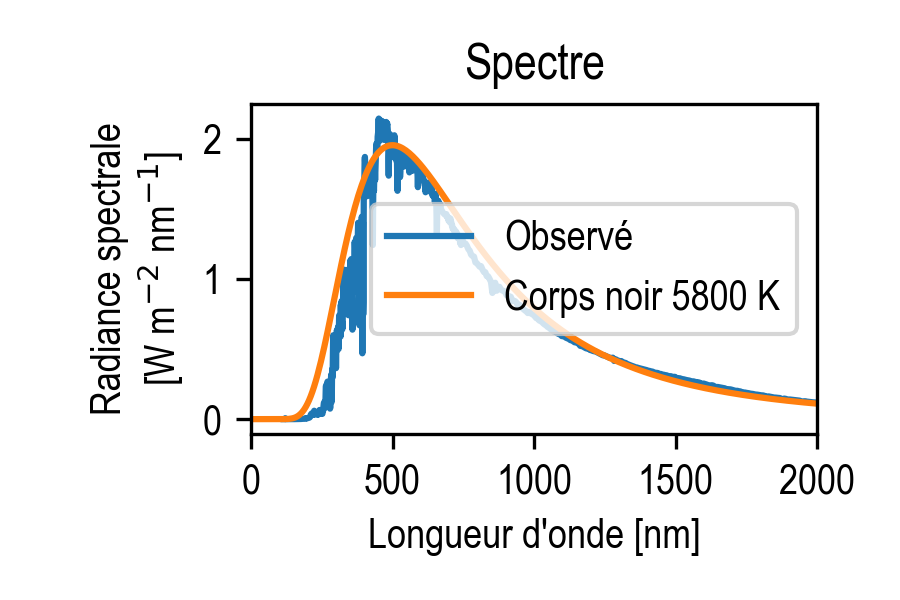 Spectre
Radiance spectrale
[W m⁻² nm⁻¹]
2
1
0
Observé
Corps noir 5800 K
0 500 1000 1500 2000
Longueur d'onde [nm]